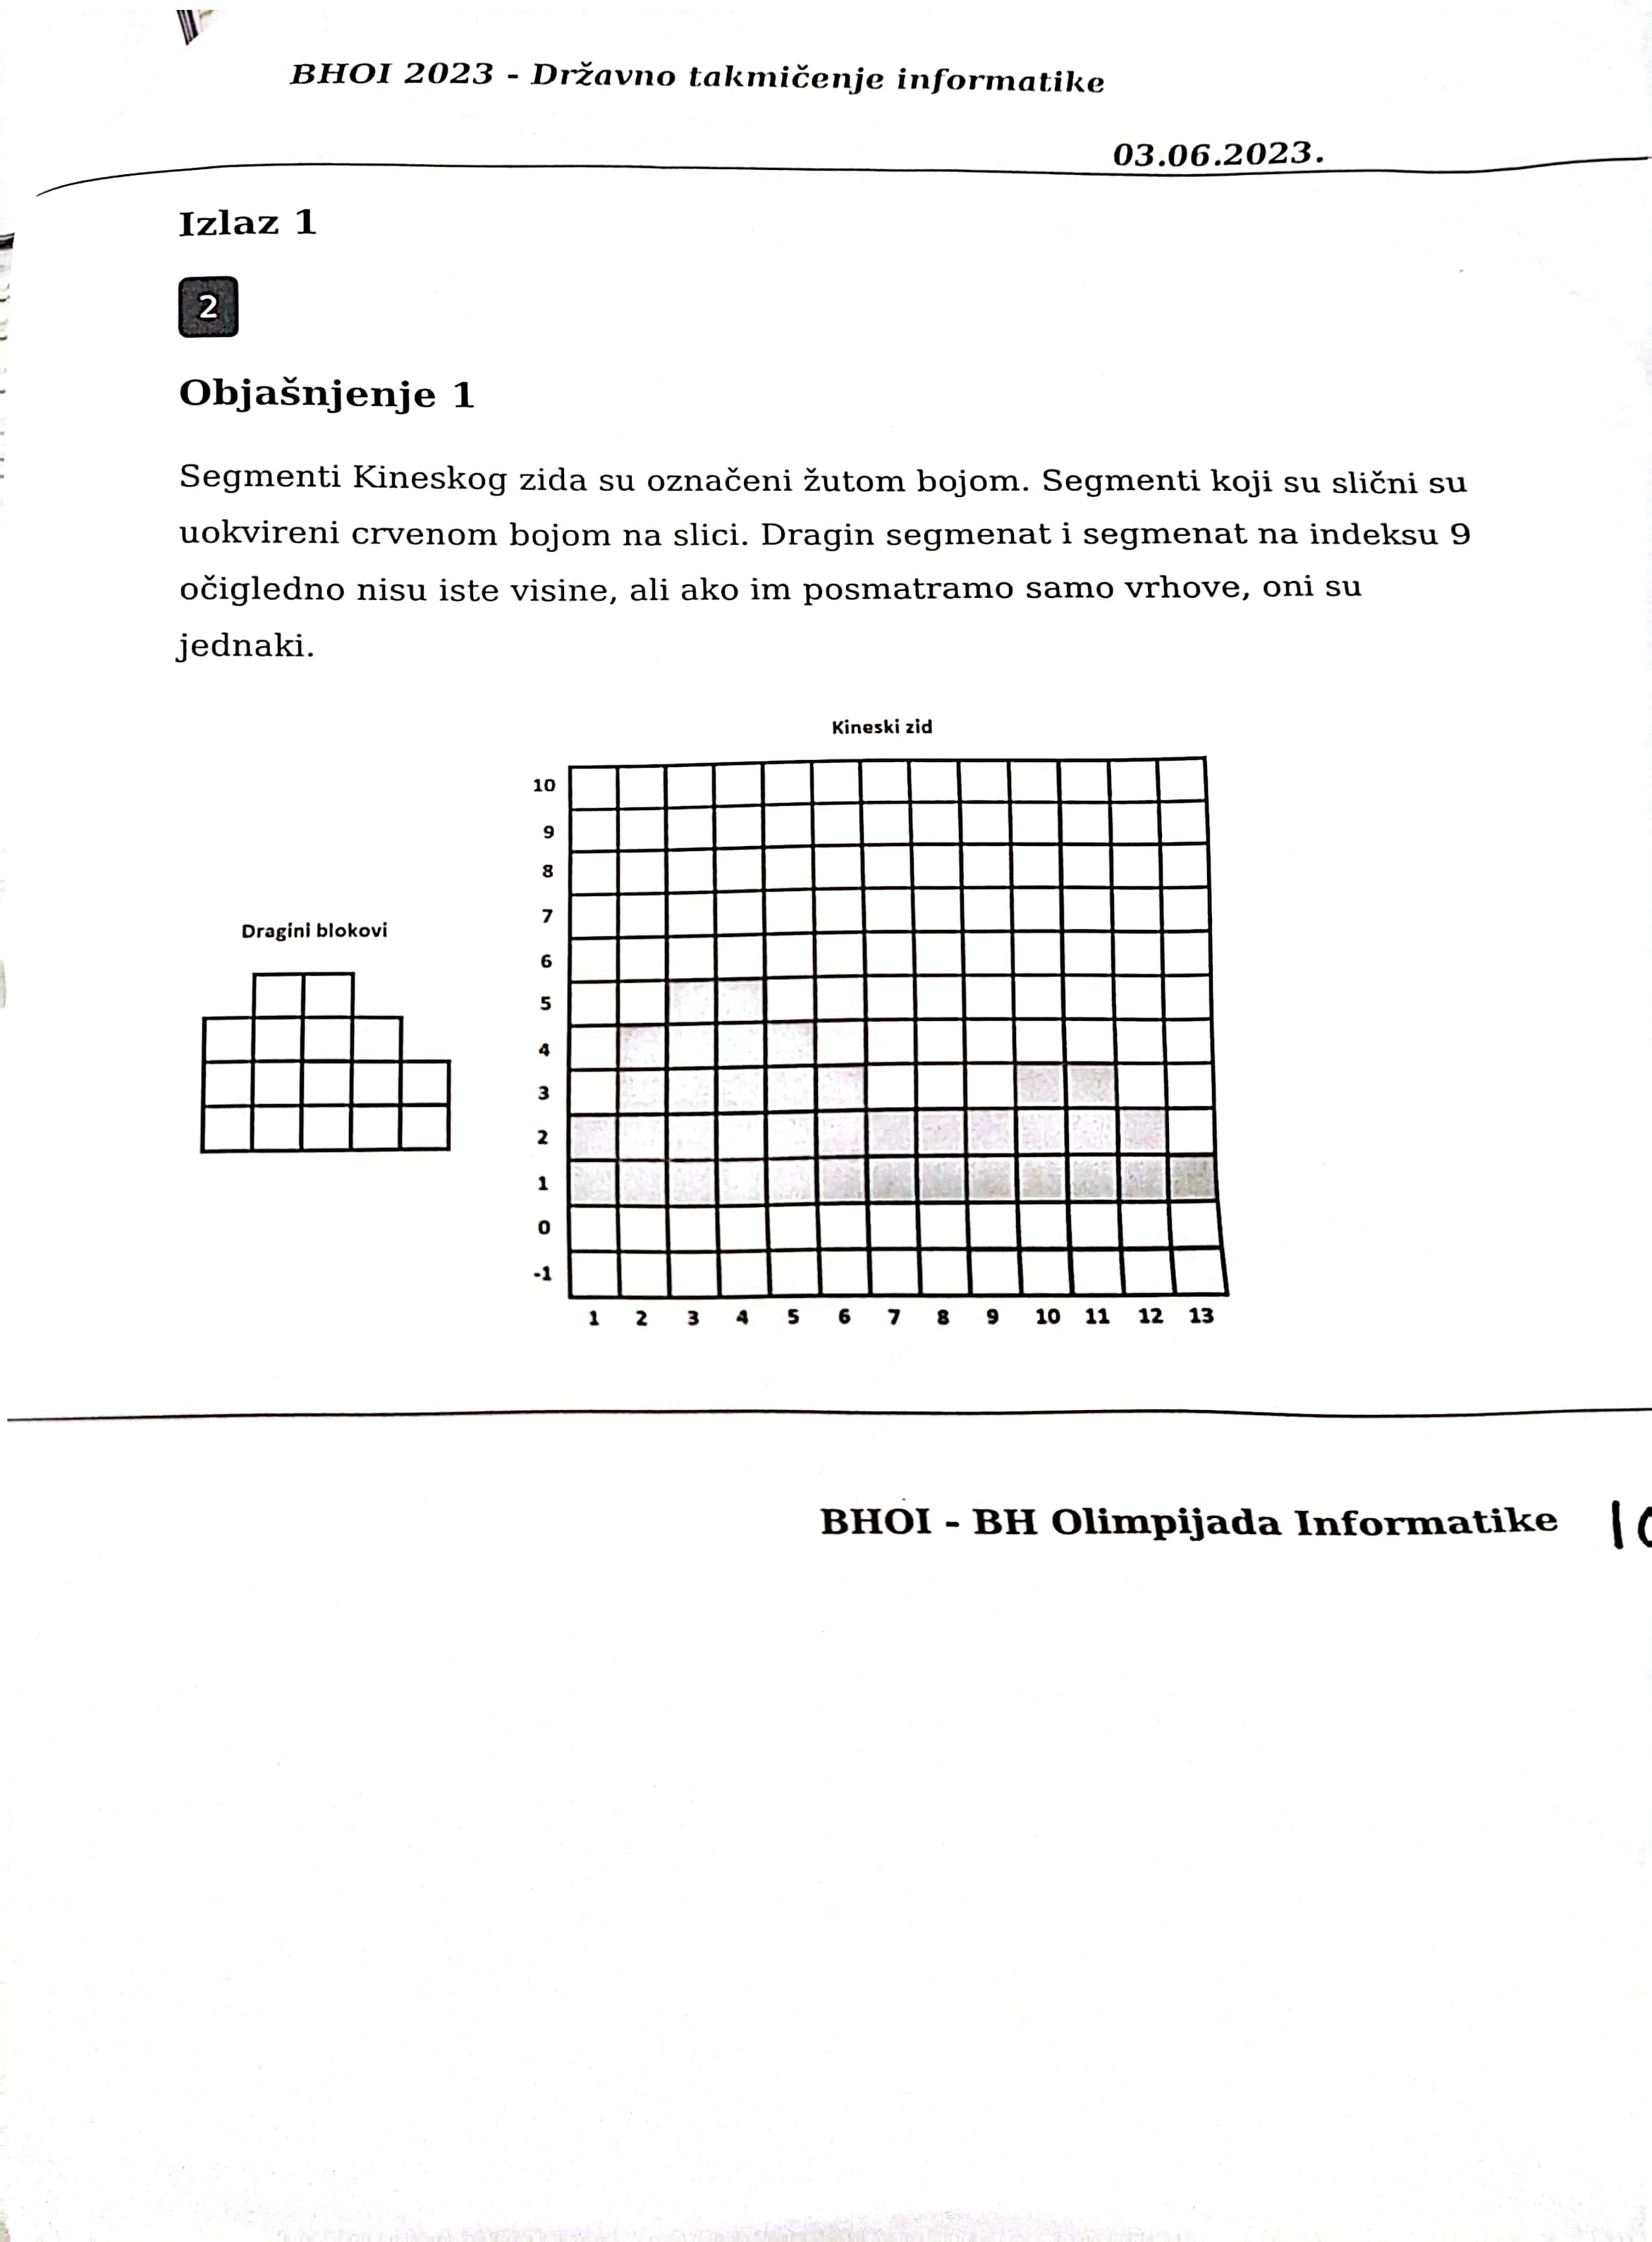 BHOI 2023 - Državno takmičenje informatike
03.06.2023.
Izlaz 1
2
Objašnjenje 1
Segmenti Kineskog zida su označeni žutom bojom. Segmenti koji su slični su
uokvireni crvenom bojom na slici. Dragin segmenat i segmenat na indeksu 9
očigledno nisu iste visine, ali ako im posmatramo samo vrhove, oni su
jednaki.
Kineski zid
Dragini blokovi
10
9
8
7
6
5
4
3
2
1
0
-1
1 2 3 4 5 6 7 8 9 10 11 12 13
BHOI - BH Olimpijada Informatike